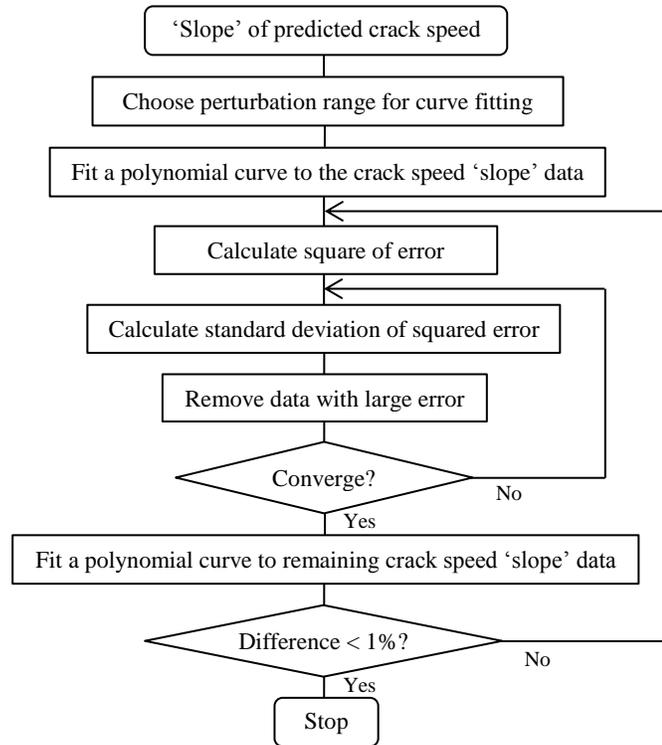 ‘Slope’ of predicted crack speed
Choose perturbation range for curve fitting
Fit a polynomial curve to the crack speed ‘slope’ data
Calculate square of error
Calculate standard deviation of squared error
Remove data with large error
Converge?
No
Yes
Fit a polynomial curve to remaining crack speed ‘slope’ data
Difference < 1%?
No
Yes
Stop